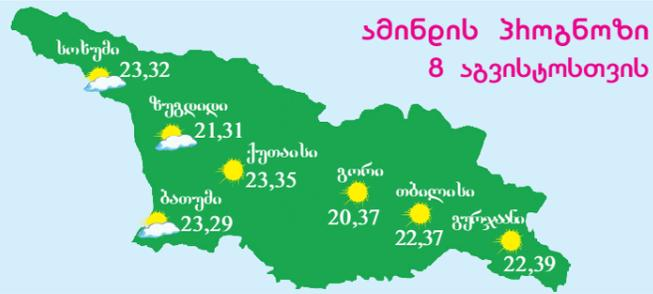 ამინდის პროგნოზი
8 აგვისტოსთვის
სოხუმი
23,32
ზუგდიდი
21,31
ქუთაისი
23,35
ბათუმი
23,29
გორი
20,37
თბილისი
22,37
გურჯაანი
22,39